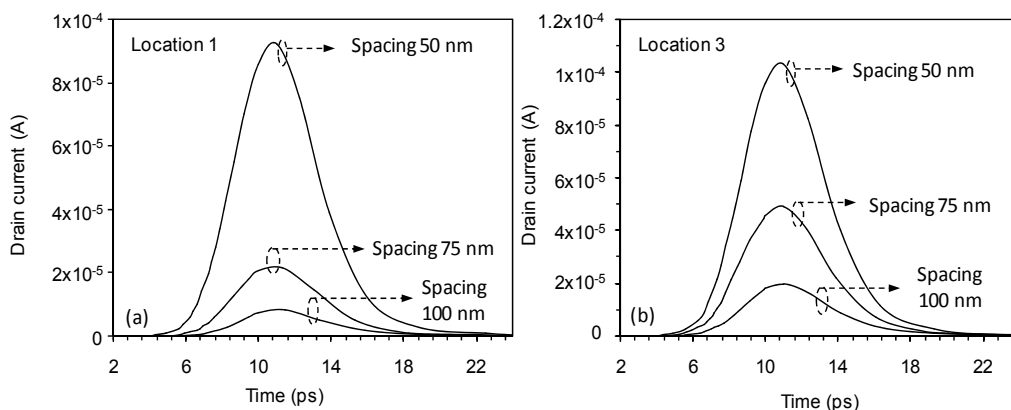 1x10-4
8x10-5
6x10-5
4x10-5
2x10-5
0
Drain current (A)
Location 1
Spacing 50 nm
Spacing 75 nm
Spacing
100 nm
(a)
2 6 10 14 18 22
Time (ps)
1.2x10-4
1x10-4
8x10-5
6x10-5
4x10-5
2x10-5
0
Drain current (A)
Location 3
Spacing 50 nm
Spacing 75 nm
Spacing
100 nm
(b)
2 6 10 14 18 22
Time (ps)